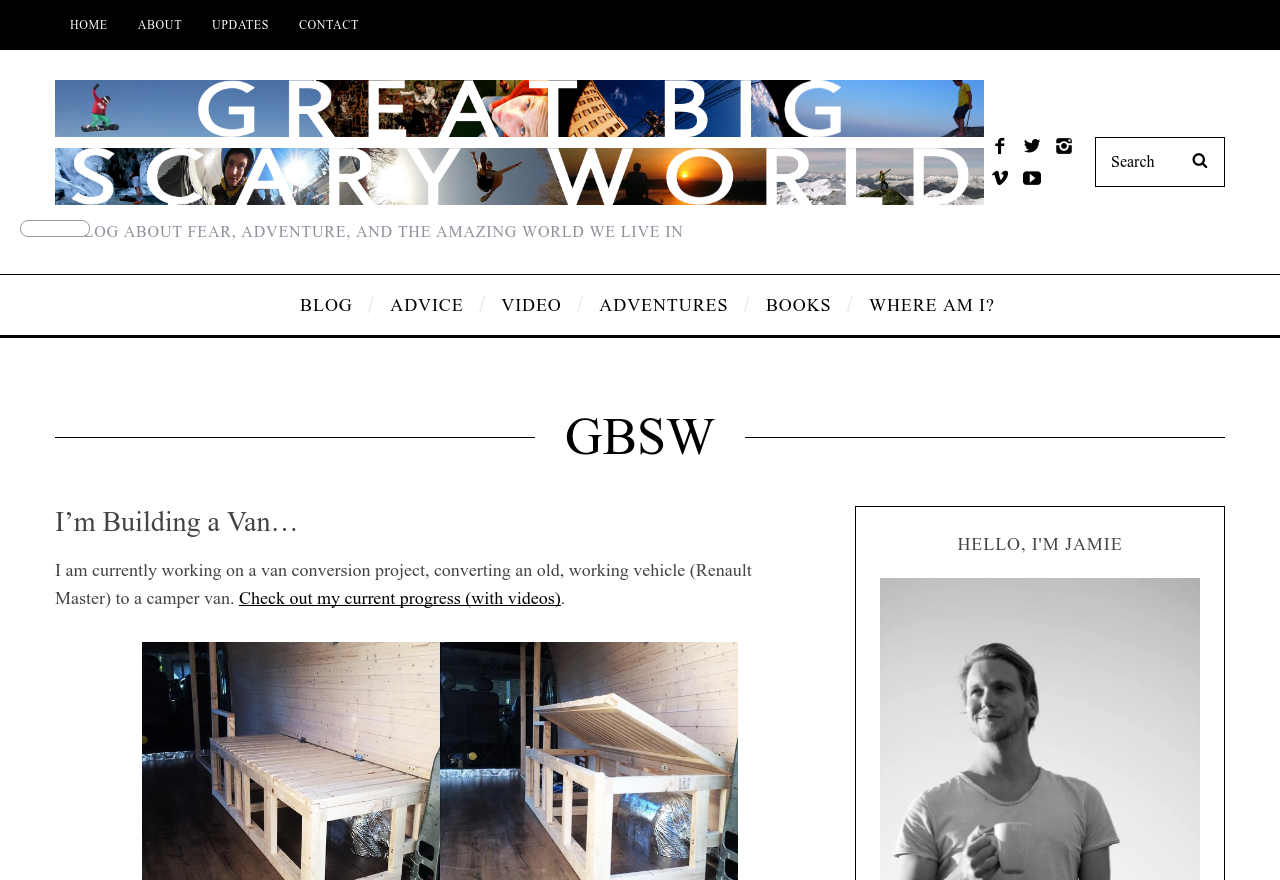 HOME ABOUT UPDATES CONTACT
GREAT BIG
SCARY WORLD
Search
LOG ABOUT FEAR, ADVENTURE, AND THE AMAZING WORLD WE LIVE IN
BLOG / ADVICE / VIDEO / ADVENTURES / BOOKS / WHERE AM I?
GBSW
I’m Building a Van…
I am currently working on a van conversion project, converting an old, working vehicle (Renault
Master) to a camper van. Check out my current progress (with videos).
HELLO, I'M JAMIE